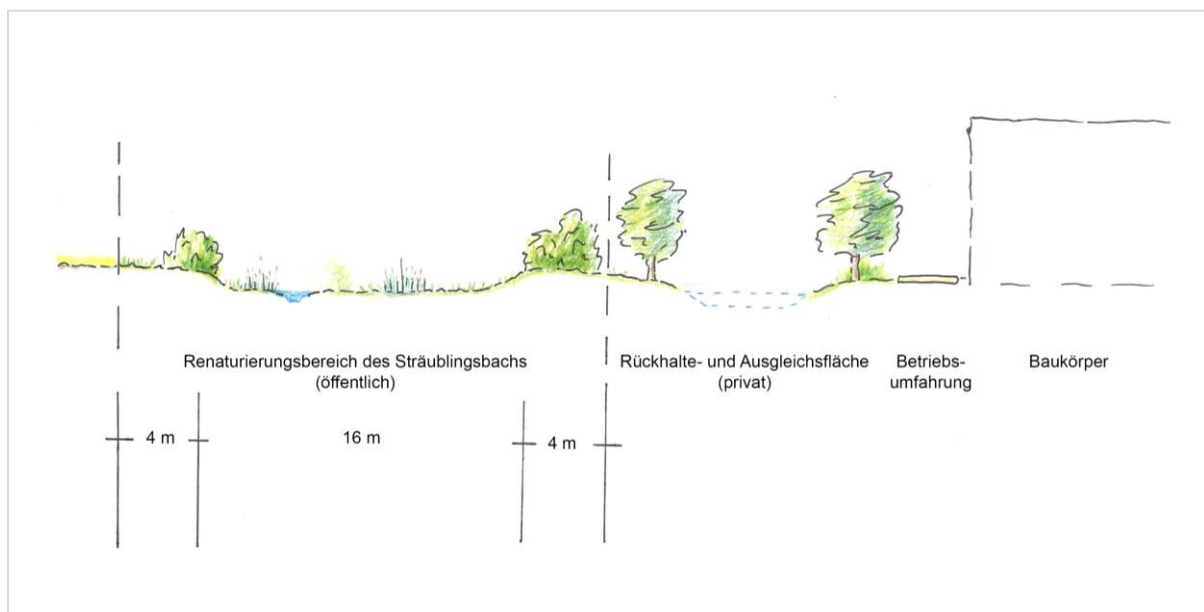 Renaturierungsbereich des Sträublingsbachs
(öffentlich)
Rückhalte- und Ausgleichsfläche
(privat)
Betriebs-
umfahrung
Baukörper
4 m
16 m
4 m